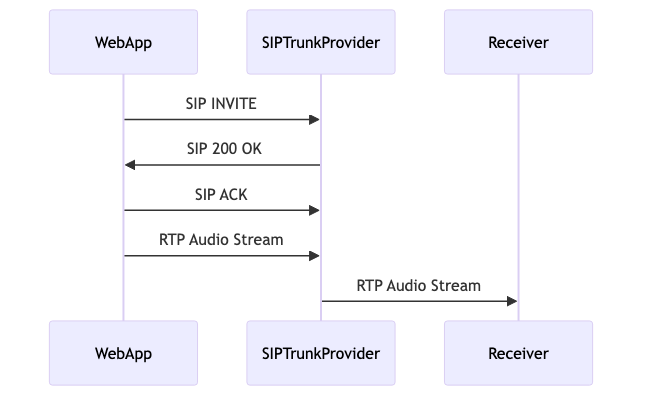 WebApp SIPTrunkProvider Receiver
SIP INVITE
SIP 200 OK
SIP ACK
RTP Audio Stream
RTP Audio Stream
WebApp SIPTrunkProvider Receiver